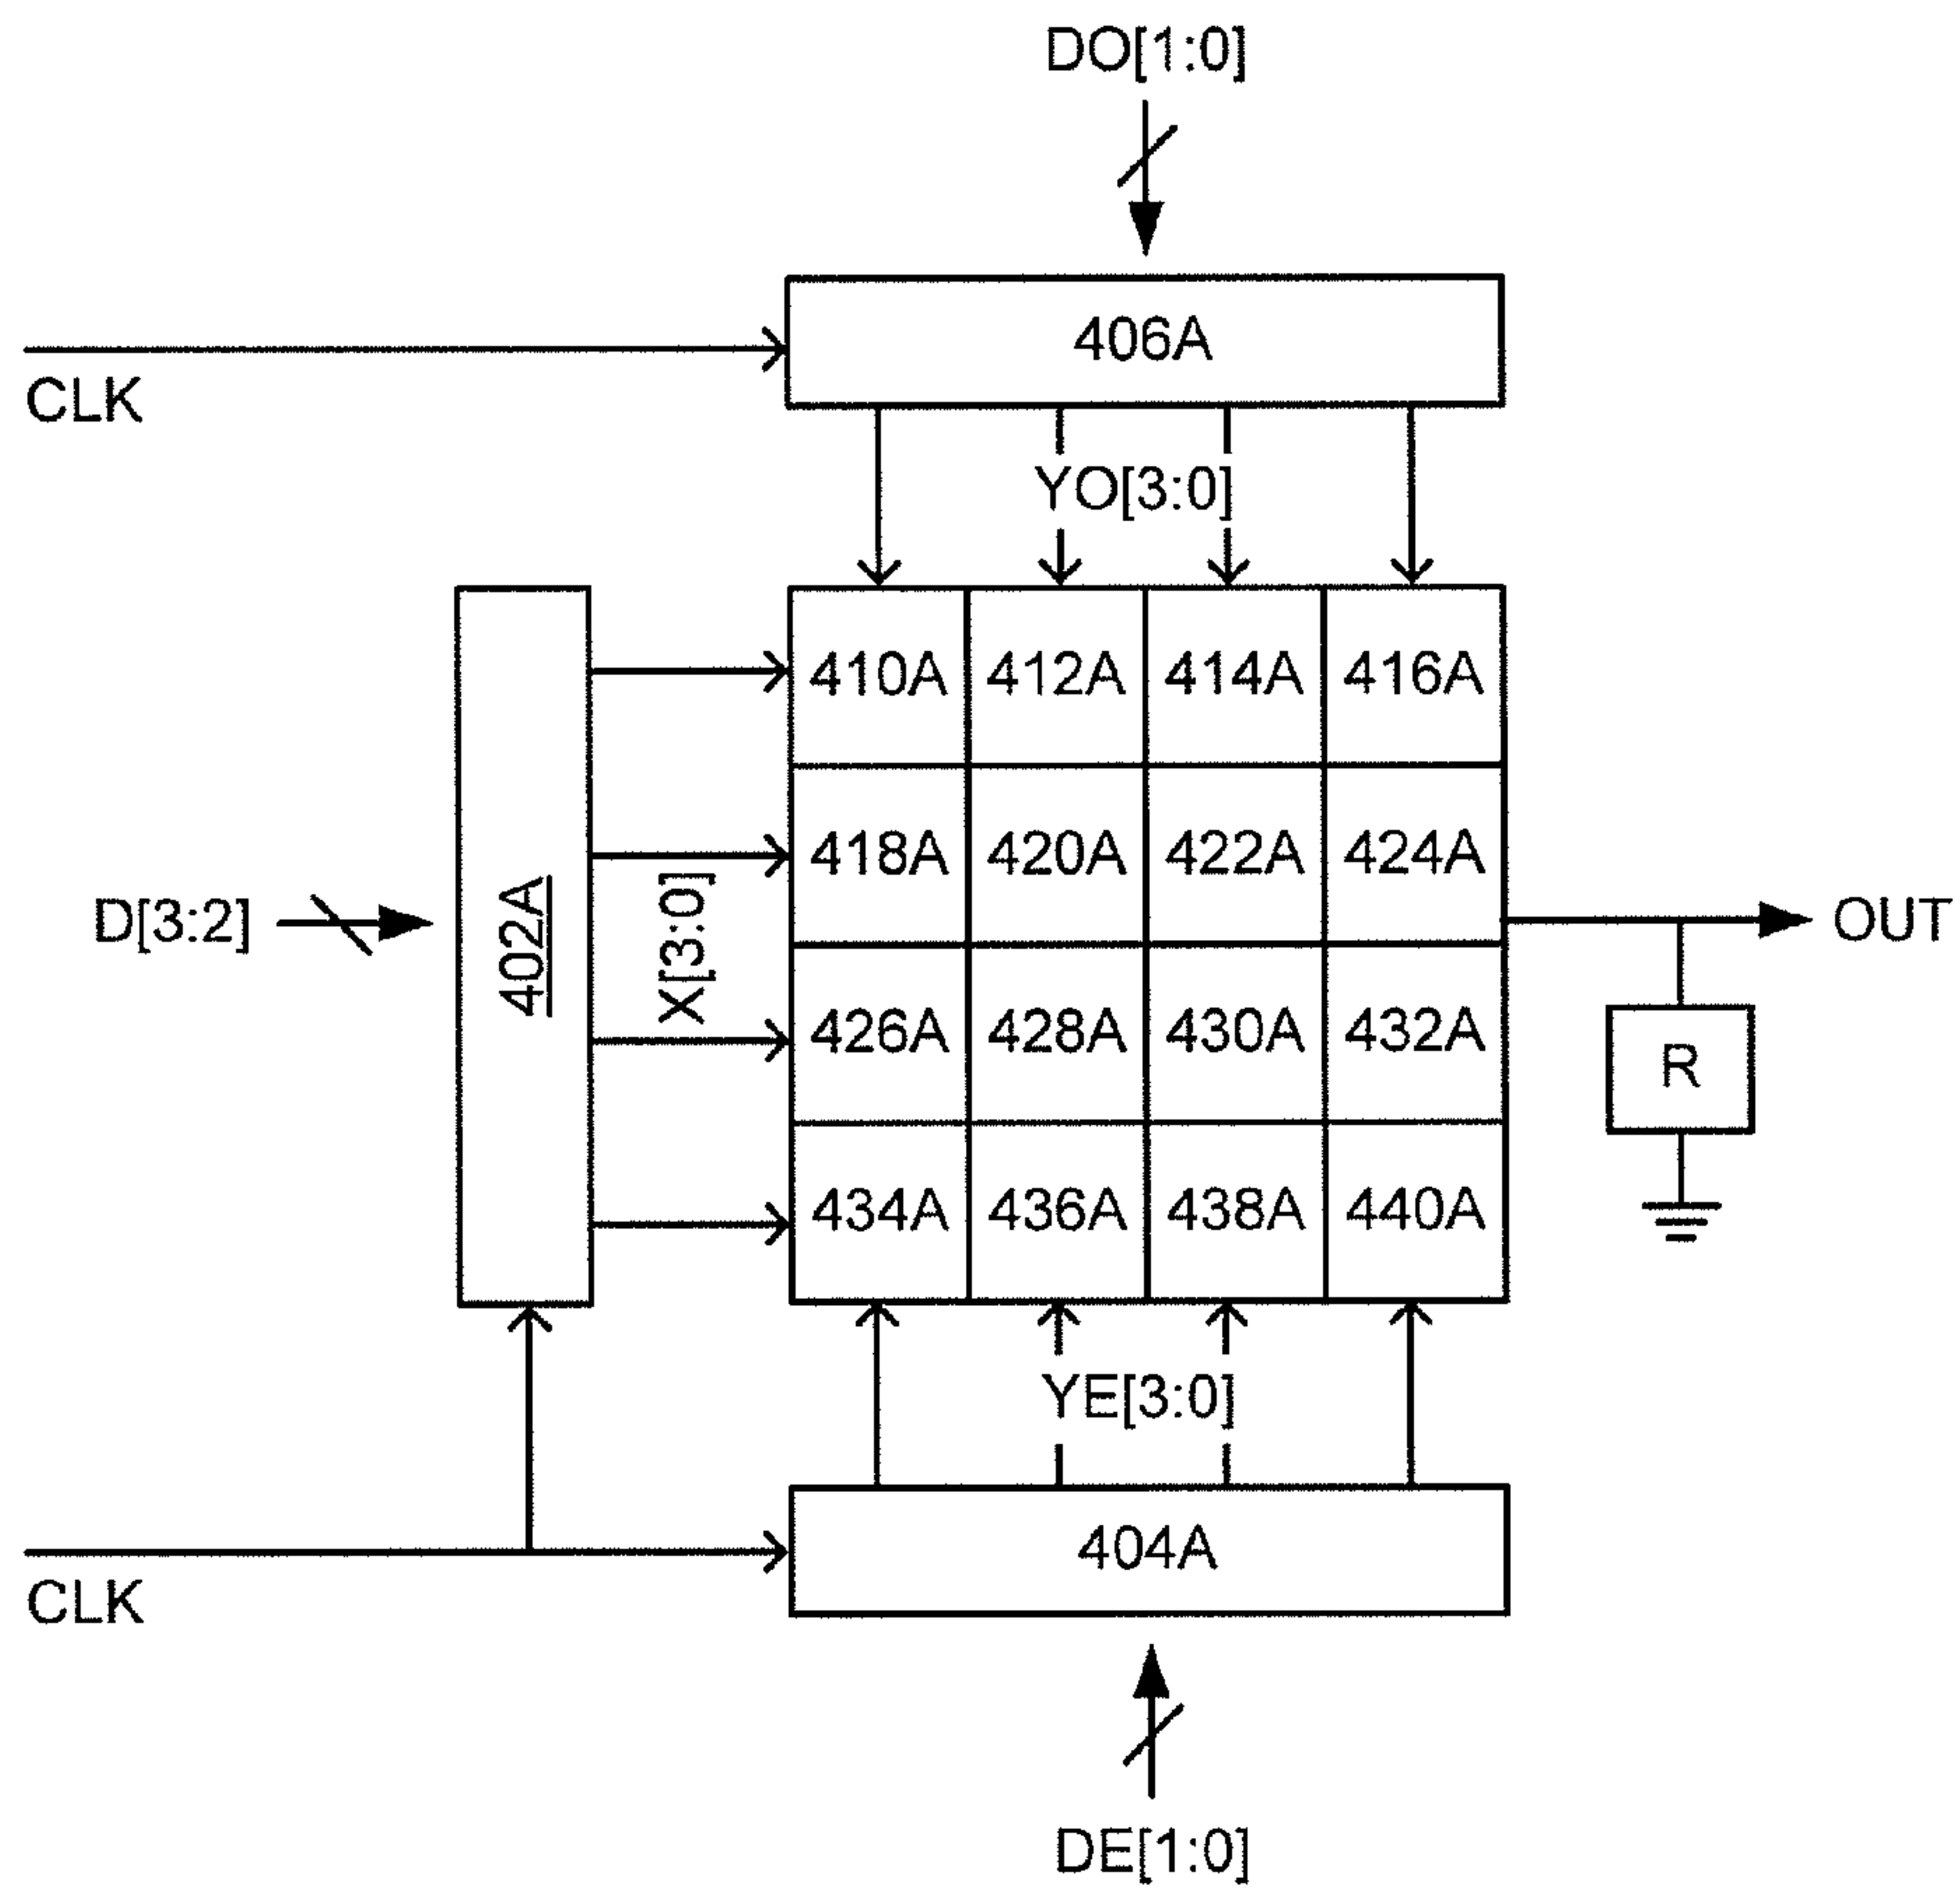 DO[1:0]
406A
CLK
YO[3:0]
410A 412A 414A 416A
418A 420A 422A 424A
D[3:2]
402A
X[3:0]
OUT
426A 428A 430A 432A
R
434A 436A 438A 440A
YE[3:0]
404A
CLK
DE[1:0]